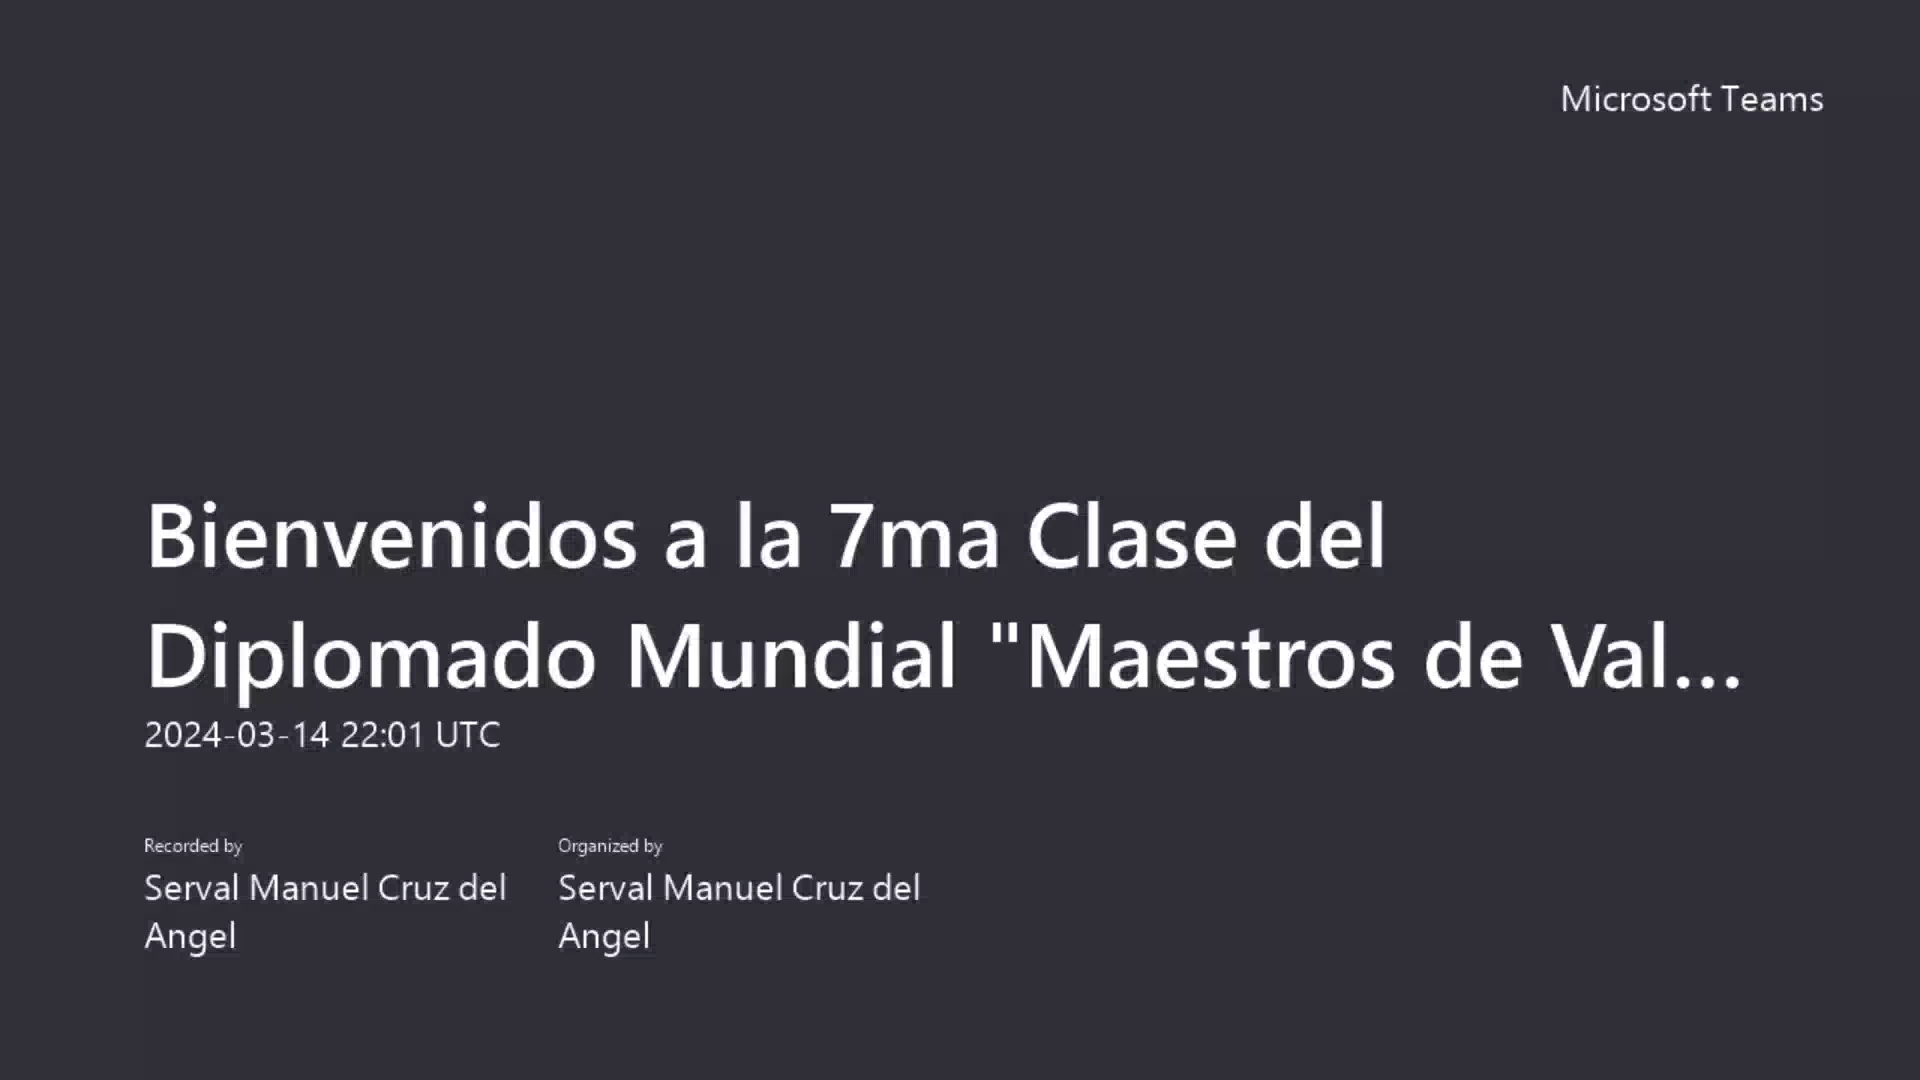 Microsoft Teams
Bienvenidos a la 7ma Clase del
Diplomado Mundial "Maestros de Val...
2024-03-14 22:01 UTC
Recorded by
Serval Manuel Cruz del
Angel
Organized by
Serval Manuel Cruz del
Angel